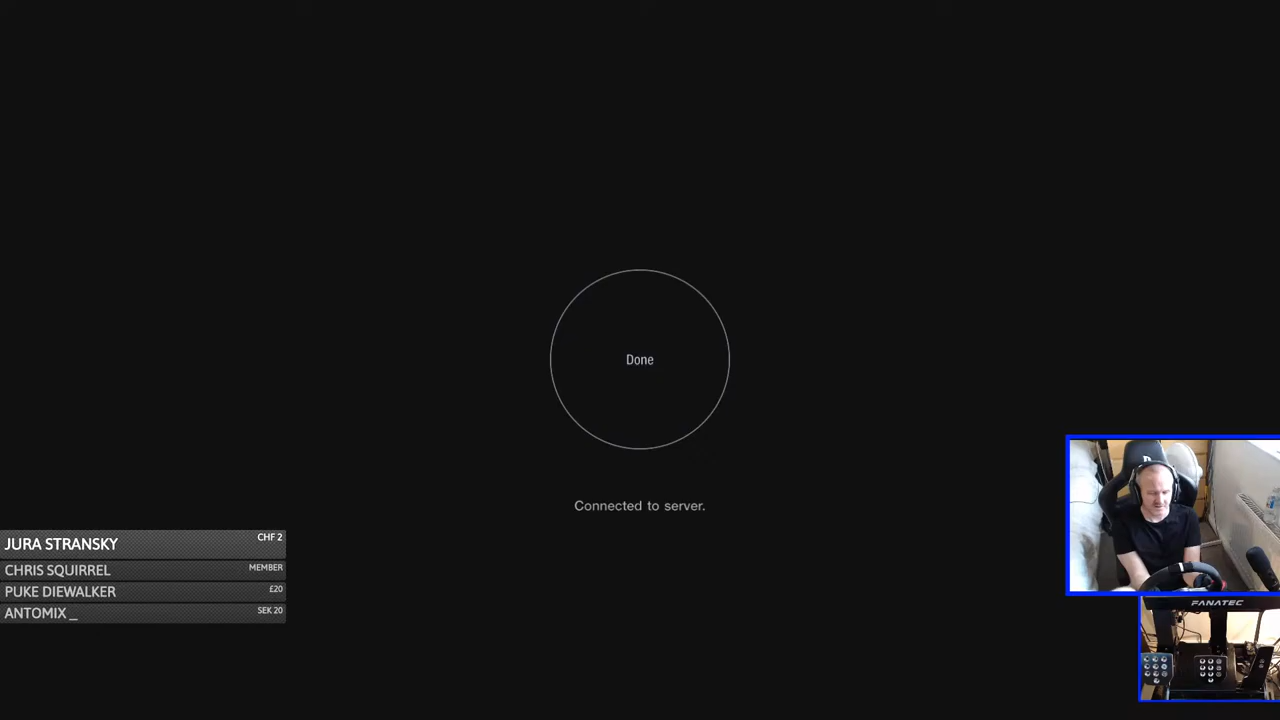 Done
Connected to server.
JURA STRANSKY CHF 2
CHRIS SQUIRREL MEMBER
PUKE DIEWALKER £20
ANTOMIX _ SEK 20
FANATEC